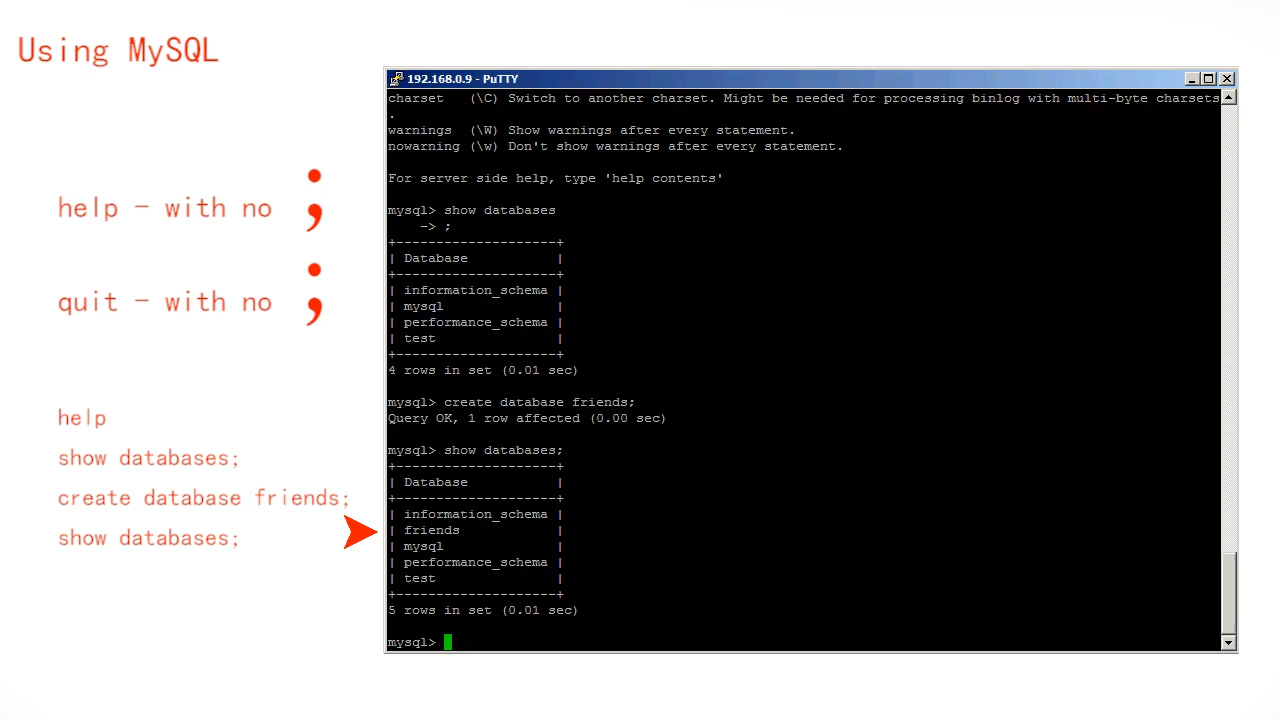 Using MySQL
help - with no ;
quit - with no ;
help
show databases;
create database friends;
show databases;
192.168.0.9 - PuTTY
charset   (\C) Switch to another charset. Might be needed for processing binlog with multi-byte charsets
.
warnings  (\W) Show warnings after every statement.
nowarning (\w) Don't show warnings after every statement.
For server side help, type 'help contents'
mysql> show databases
    -> ;
+--------------------+
| Database           |
+--------------------+
| information_schema |
| mysql              |
| performance_schema |
| test               |
+--------------------+
4 rows in set (0.01 sec)
mysql> create database friends;
Query OK, 1 row affected (0.00 sec)
mysql> show databases;
+--------------------+
| Database           |
+--------------------+
| information_schema |
| friends            |
| mysql              |
| performance_schema |
| test               |
+--------------------+
5 rows in set (0.01 sec)
mysql>